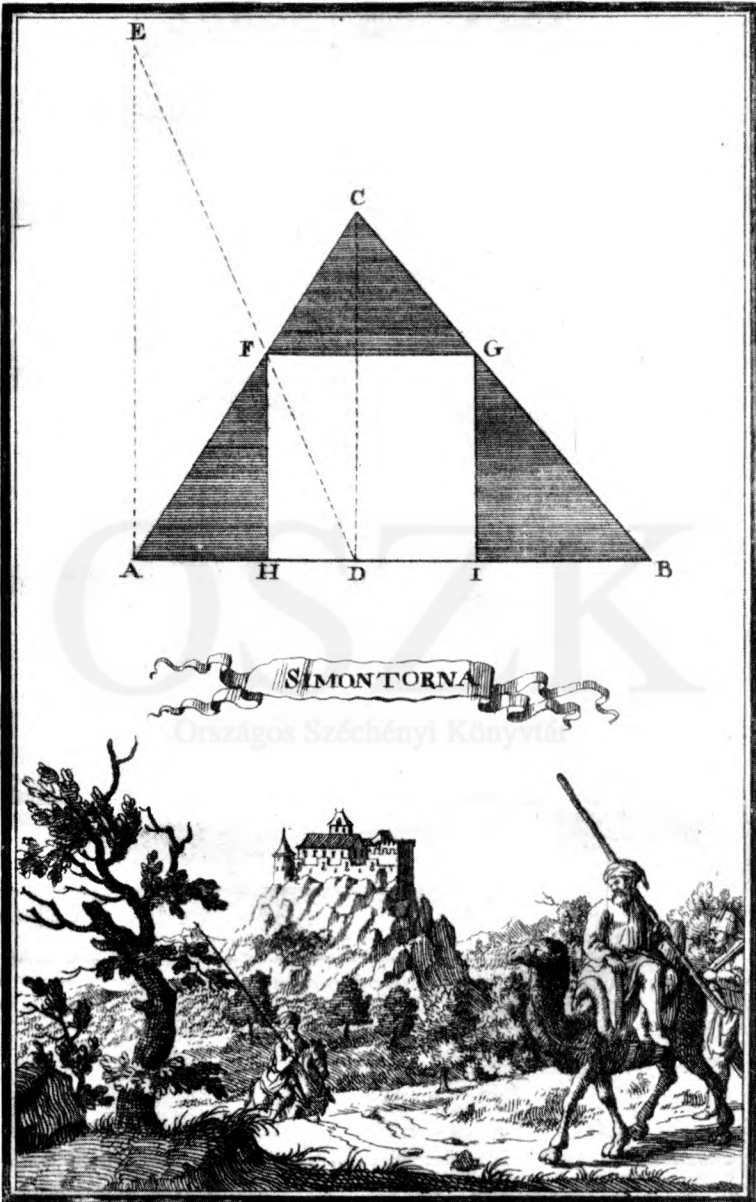 E
C
F G
A H D I B
SIMONTORNA
OSZK
Országos Széchényi Könyvtár